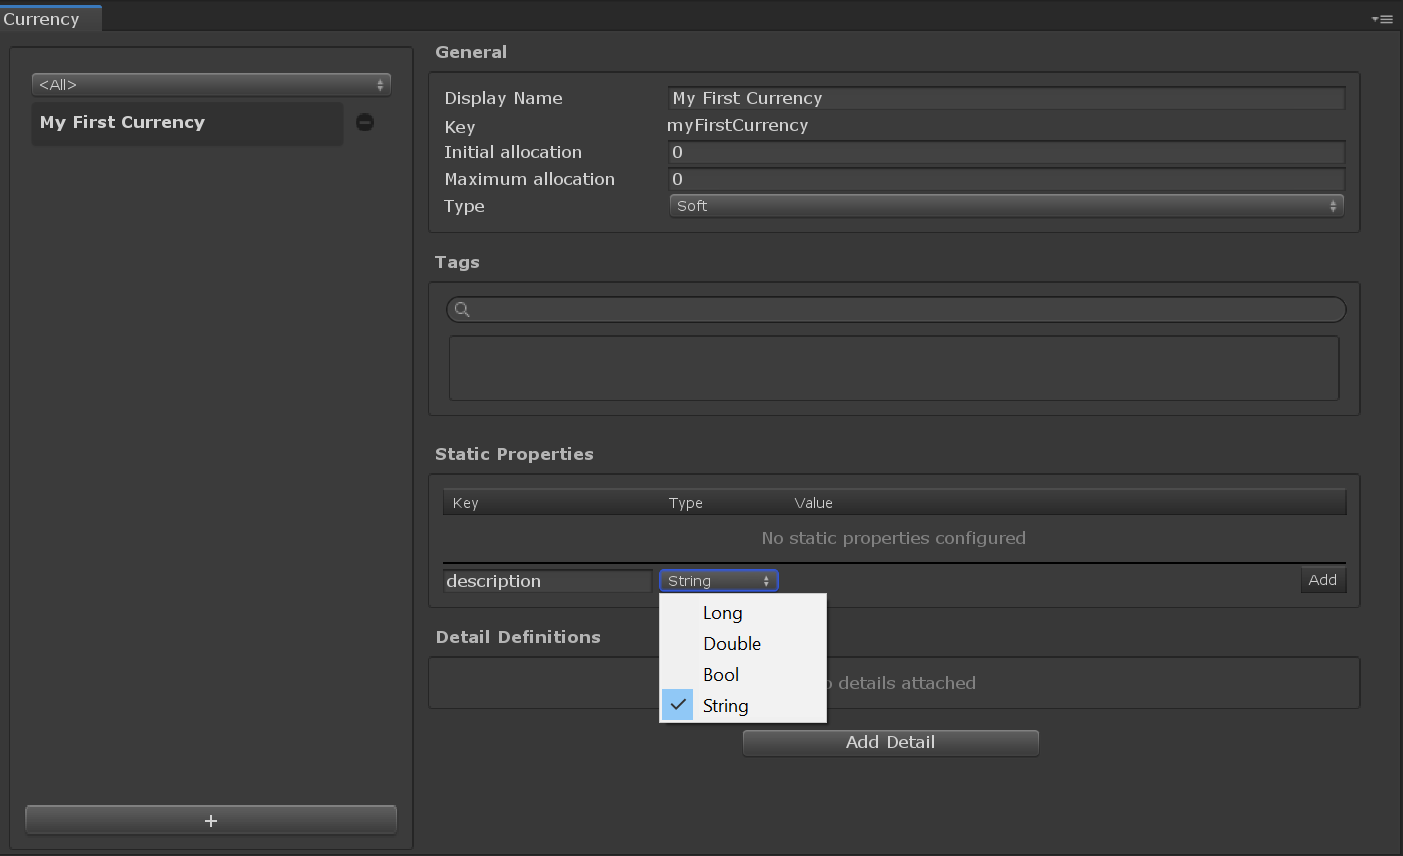 Currency
<All>
My First Currency
+
General
Display Name My First Currency
Key myFirstCurrency
Initial allocation 0
Maximum allocation 0
Type Soft
Tags
Static Properties
Key Type Value
No static properties configured
description String Add
Long
Double
Bool
String
Detail Definitions
details attached
Add Detail